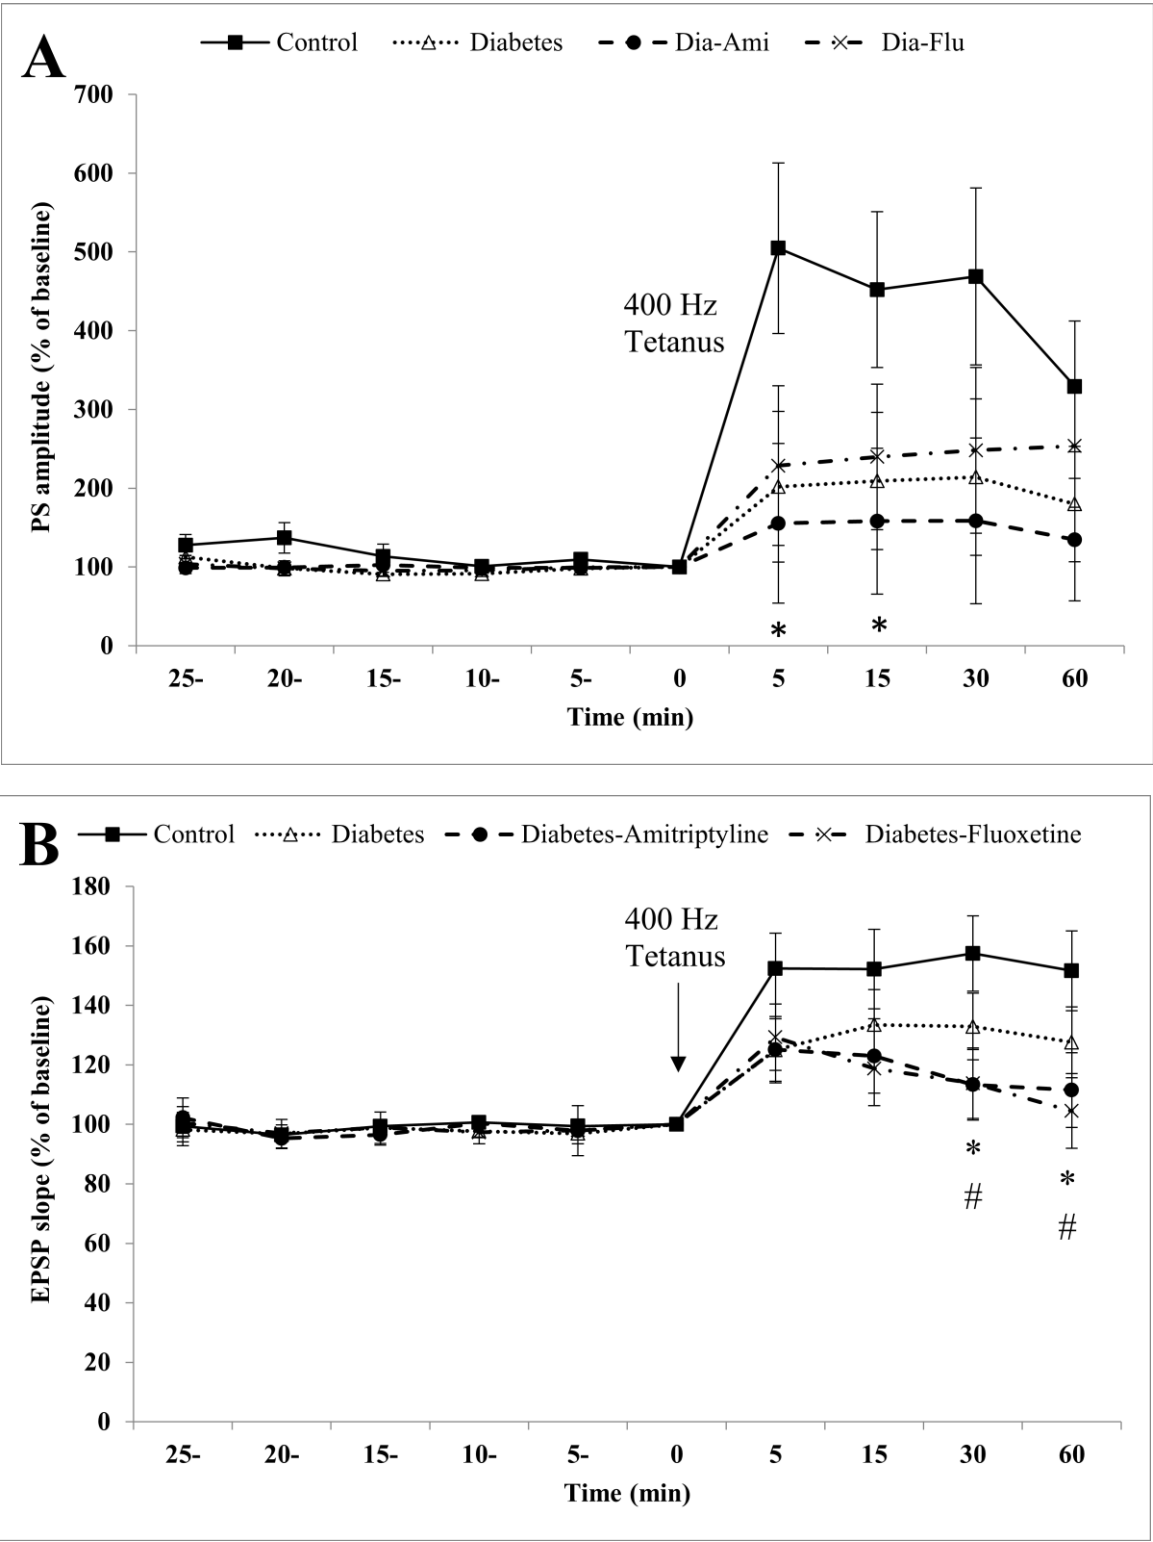 A
Control Diabetes Dia-Ami Dia-Flu
PS amplitude (% of baseline)
700
600
500
400
300
200
100
0
400 Hz
Tetanus
* *
25- 20- 15- 10- 5- 0 5 15 30 60
Time (min)
B
Control Diabetes Diabetes-Amitriptyline Diabetes-Fluoxetine
EPSP slope (% of baseline)
180
160
140
120
100
80
60
40
20
0
400 Hz
Tetanus
*
*
#
#
25- 20- 15- 10- 5- 0 5 15 30 60
Time (min)